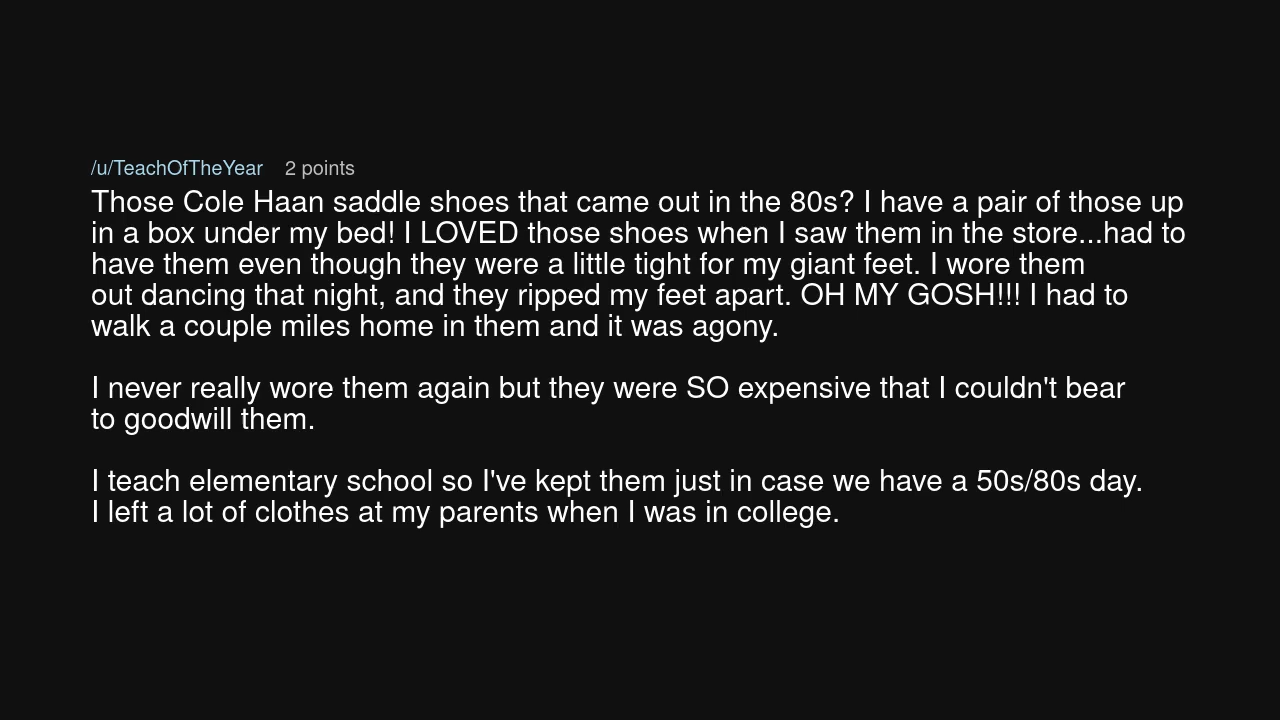 /u/TeachOfTheYear 2 points
Those Cole Haan saddle shoes that came out in the 80s? I have a pair of those up
in a box under my bed! I LOVED those shoes when I saw them in the store...had to
have them even though they were a little tight for my giant feet. I wore them
out dancing that night, and they ripped my feet apart. OH MY GOSH!!! I had to
walk a couple miles home in them and it was agony.
I never really wore them again but they were SO expensive that I couldn't bear
to goodwill them.
I teach elementary school so I've kept them just in case we have a 50s/80s day.
I left a lot of clothes at my parents when I was in college.